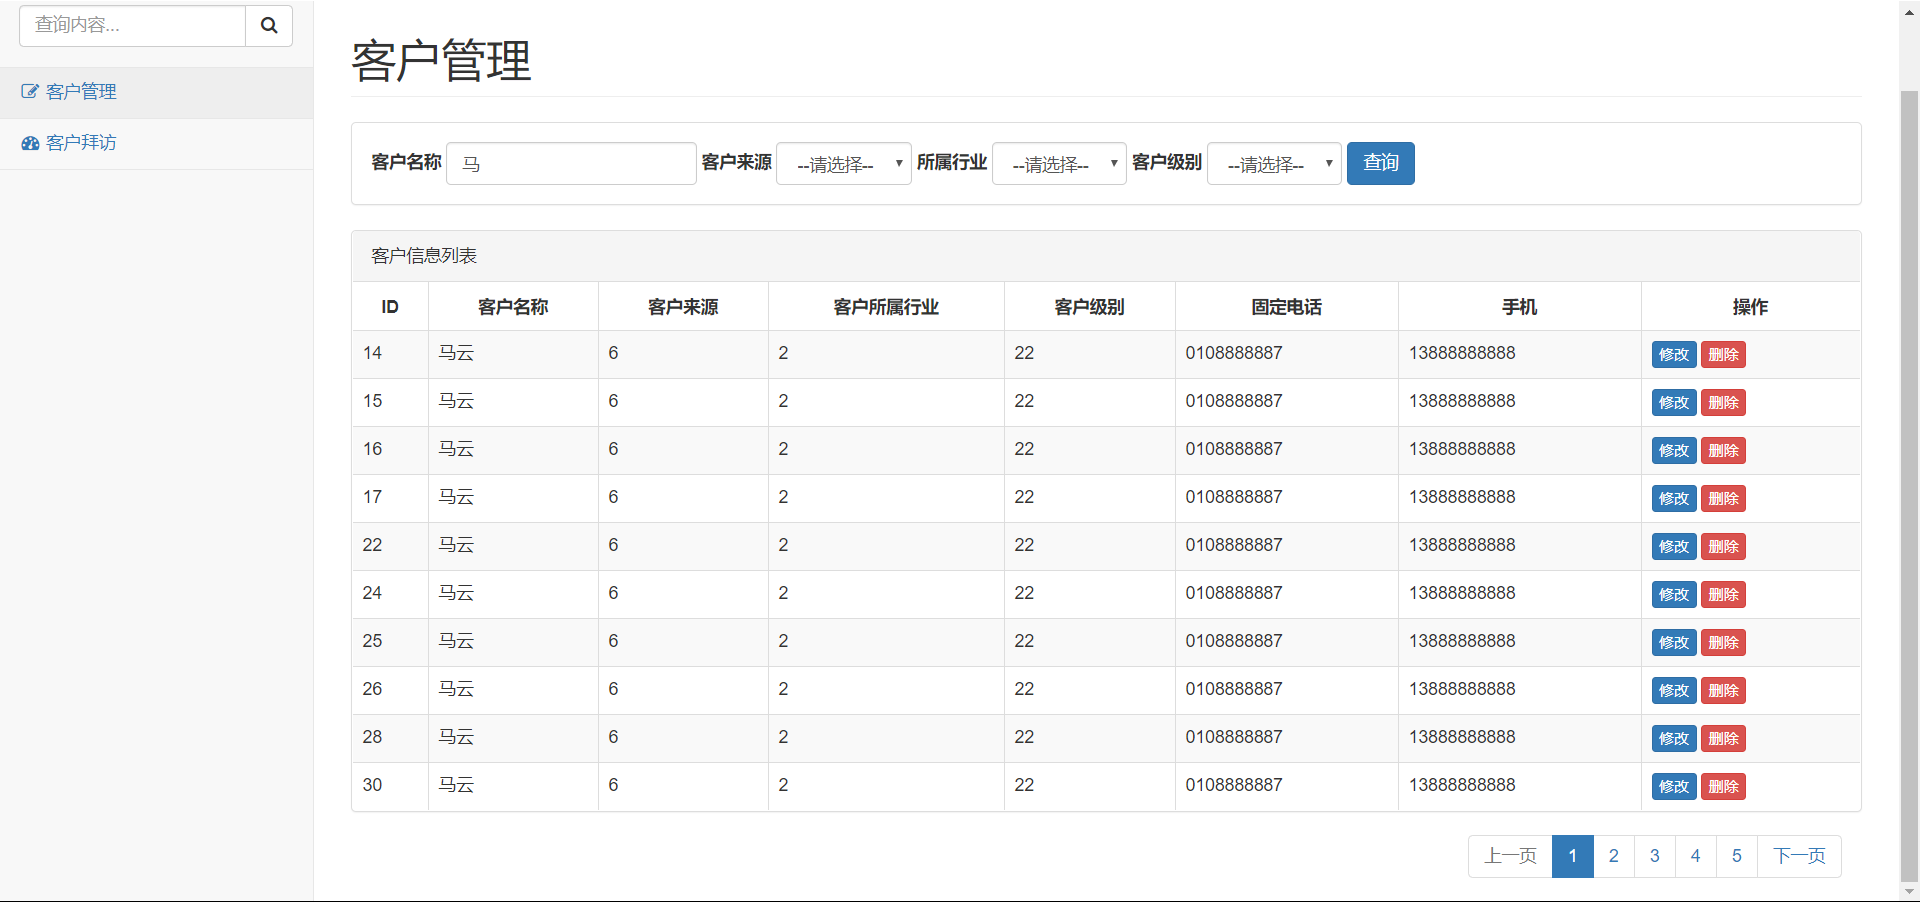 查询内容...
客户管理
客户拜访
客户管理
客户名称 马 客户来源 --请选择-- 所属行业 --请选择-- 客户级别 --请选择-- 查询
客户信息列表
ID 客户名称 客户来源 客户所属行业 客户级别 固定电话 手机 操作
14 马云 6 2 22 0108888887 13888888888 修改 删除
15 马云 6 2 22 0108888887 13888888888 修改 删除
16 马云 6 2 22 0108888887 13888888888 修改 删除
17 马云 6 2 22 0108888887 13888888888 修改 删除
22 马云 6 2 22 0108888887 13888888888 修改 删除
24 马云 6 2 22 0108888887 13888888888 修改 删除
25 马云 6 2 22 0108888887 13888888888 修改 删除
26 马云 6 2 22 0108888887 13888888888 修改 删除
28 马云 6 2 22 0108888887 13888888888 修改 删除
30 马云 6 2 22 0108888887 13888888888 修改 删除
上一页 1 2 3 4 5 下一页